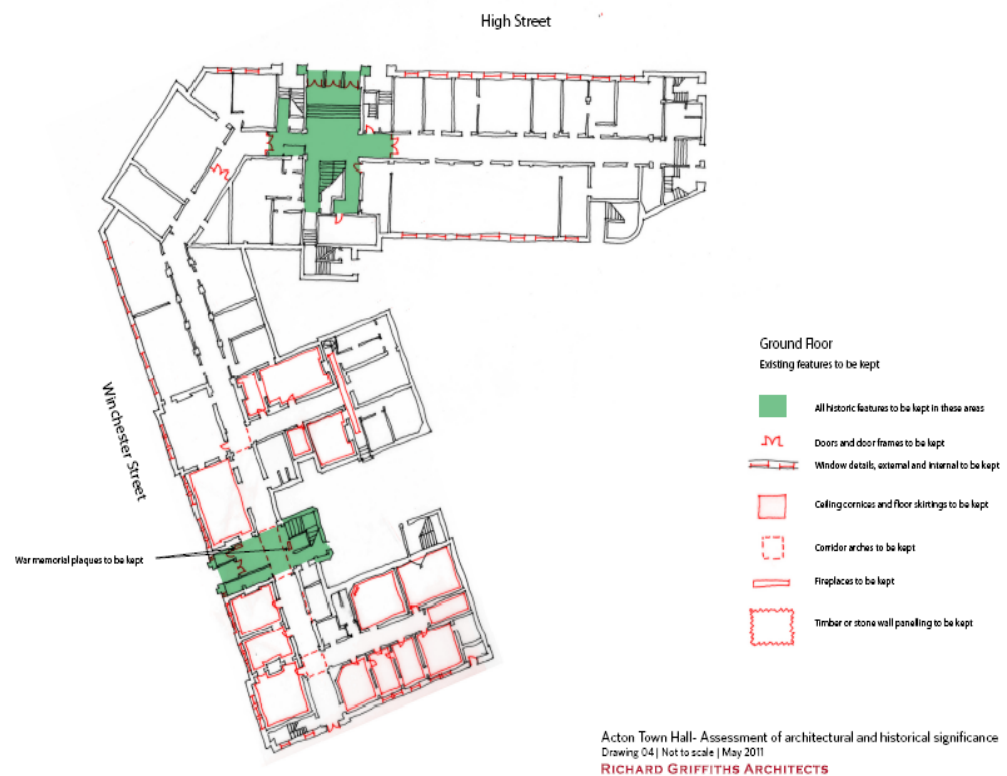 High Street
Winchester Street
War memorial plaques to be kept
Ground Floor
Existing features to be kept
All historic features to be kept in these areas
Doors and door frames to be kept
Window details, external and internal to be kept
Ceiling cornices and floor skirtings to be kept
Corridor arches to be kept
Fireplaces to be kept
Timber or stone wall panelling to be kept
Acton Town Hall- Assessment of architectural and historical significance
Drawing 04 | Not to scale | May 2011
RICHARD GRIFFITHS ARCHITECTS